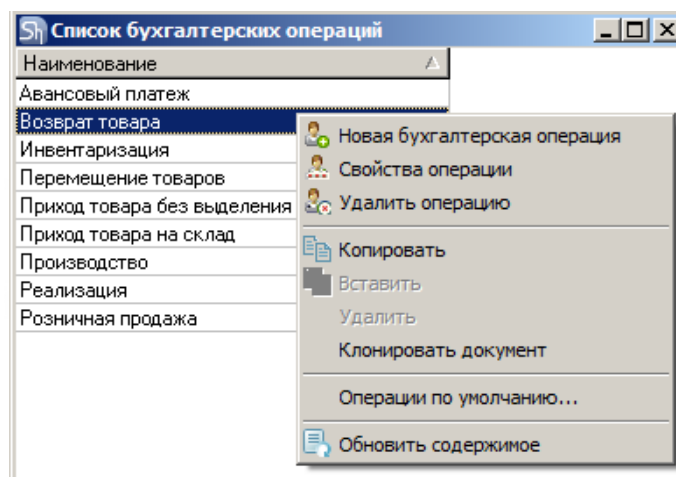 Sh Список бухгалтерских операций
Наименование
Авансовый платеж
Возврат товара
Инвентаризация
Перемещение товаров
Приход товара без выделения
Приход товара на склад
Производство
Реализация
Розничная продажа
Новая бухгалтерская операция
Свойства операции
Удалить операцию
Копировать
Вставить
Удалить
Клонировать документ
Операции по умолчанию...
Обновить содержимое